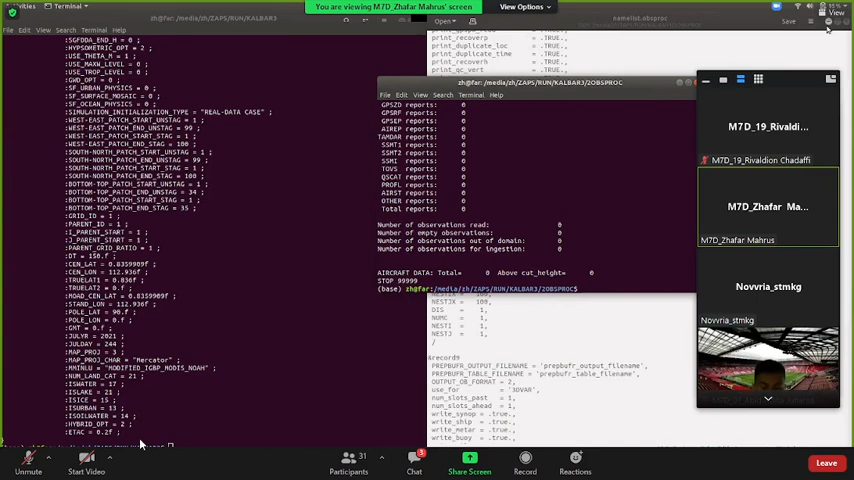 Activities
Terminal
You are viewing M7D_Zhafar Mahrus' screen
View Options
View
zh@far: /media/zh/ZAPS/RUN/KALBAR3
Open
namelist.obsproc
Save
File Edit View Search Terminal Help
:SGFDDA_END_H = 0 ;
:HYPSOMETRIC_OPT = 2 ;
:USE_THETA_M = 1 ;
:USE_MAXW_LEVEL = 0 ;
:USE_TROP_LEVEL = 0 ;
:GWD_OPT = 0 ;
:SF_URBAN_PHYSICS = 0 ;
:SF_SURFACE_MOSAIC = 0 ;
:SF_OCEAN_PHYSICS = 0 ;
:SIMULATION_INITIALIZATION_TYPE = "REAL-DATA CASE" ;
:WEST-EAST_PATCH_START_UNSTAG = 1 ;
:WEST-EAST_PATCH_END_UNSTAG = 99 ;
:WEST-EAST_PATCH_START_STAG = 1 ;
:WEST-EAST_PATCH_END_STAG = 100 ;
:SOUTH-NORTH_PATCH_START_UNSTAG = 1 ;
:SOUTH-NORTH_PATCH_END_UNSTAG = 99 ;
:SOUTH-NORTH_PATCH_START_STAG = 1 ;
:SOUTH-NORTH_PATCH_END_STAG = 100 ;
:BOTTOM-TOP_PATCH_START_UNSTAG = 1 ;
:BOTTOM-TOP_PATCH_END_UNSTAG = 34 ;
:BOTTOM-TOP_PATCH_START_STAG = 1 ;
:BOTTOM-TOP_PATCH_END_STAG = 35 ;
:GRID_ID = 1 ;
:PARENT_ID = 1 ;
:I_PARENT_START = 1 ;
:J_PARENT_START = 1 ;
:PARENT_GRID_RATIO = 1 ;
:DT = 150.f ;
:CEN_LAT = 0.8359909f ;
:CEN_LON = 112.936f ;
:TRUELAT1 = 0.836f ;
:TRUELAT2 = 0.f ;
:MOAD_CEN_LAT = 0.8359909f ;
:STAND_LON = 112.936f ;
:POLE_LAT = 90.f ;
:POLE_LON = 0.f ;
:GMT = 0.f ;
:JULYR = 2021 ;
:JULDAY = 244 ;
:MAP_PROJ = 3 ;
:MAP_PROJ_CHAR = "Mercator" ;
:MMINLU = "MODIFIED_IGBP_MODIS_NOAH" ;
:NUM_LAND_CAT = 21 ;
:ISWATER = 17 ;
:ISLAKE = 21 ;
:ISICE = 15 ;
:ISURBAN = 13 ;
:ISOILWATER = 14 ;
:HYBRID_OPT = 2 ;
:ETAC = 0.2f ;
print_recoverp = .TRUE.,
print_duplicate_loc = .TRUE.,
print_duplicate_time = .TRUE.,
print_recoverh = .TRUE.,
print_qc_vert = .TRUE.,
zh@far: /media/zh/ZAPS/RUN/KALBAR3/2OBSPROC
File Edit View Search Terminal Help
GPSZD reports: 0
GPSRF reports: 0
GPSEP reports: 0
AIREP reports: 0
TAMDAR reports: 0
SSMT1 reports: 0
SSMT2 reports: 0
SSMI reports: 0
TOVS reports: 0
QSCAT reports: 0
PROFL reports: 0
AIRST reports: 0
OTHER reports: 0
Total reports: 0
Number of observations read: 0
Number of empty observations: 0
Number of observations out of domain: 0
Number of observations for ingestion: 0
AIRCRAFT DATA: Total= 0 Above cut_height= 0
STOP 99999
(base) zh@far:/media/zh/ZAPS/RUN/KALBAR3/2OBSPROC$
NESTJX = 100,
DIS = 1,
NUMC = 1,
NESTI = 1,
NESTJ = 1,
/
&record9
PREPBUFR_OUTPUT_FILENAME = 'prepbufr_output_filename',
PREPBUFR_TABLE_FILENAME = 'prepbufr_table_filename',
OUTPUT_OB_FORMAT = 2,
use_for = '3DVAR',
num_slots_past = 1,
num_slots_ahead = 1,
write_synop = .true.,
write_ship = .true.,
write_metar = .true.,
write_buoy = .true.,
M7D_19_Rivaldi...
M7D_19_Rivaldion Chadaffi
M7D_Zhafar Ma...
M7D_Zhafar Mahrus
Novvria_stmkg
Novvria_stmkg
Unmute
Start Video
Participants
31
Chat
3
Share Screen
Record
Reactions
Leave